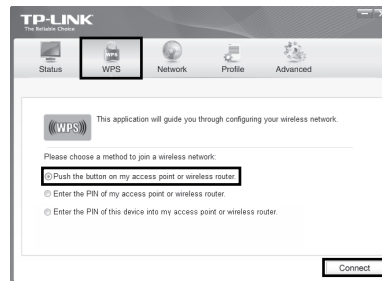 TP-LINK
The Reliable Choice
Status
WPS
WPS
Network
Profile
Advanced
WPS
This application will guide you through configuring your wireless network.
Please choose a method to join a wireless network:
Push the button on my access point or wireless router.
Enter the PIN of my access point or wireless router.
Enter the PIN of this device into my access point or wireless router.
Connect